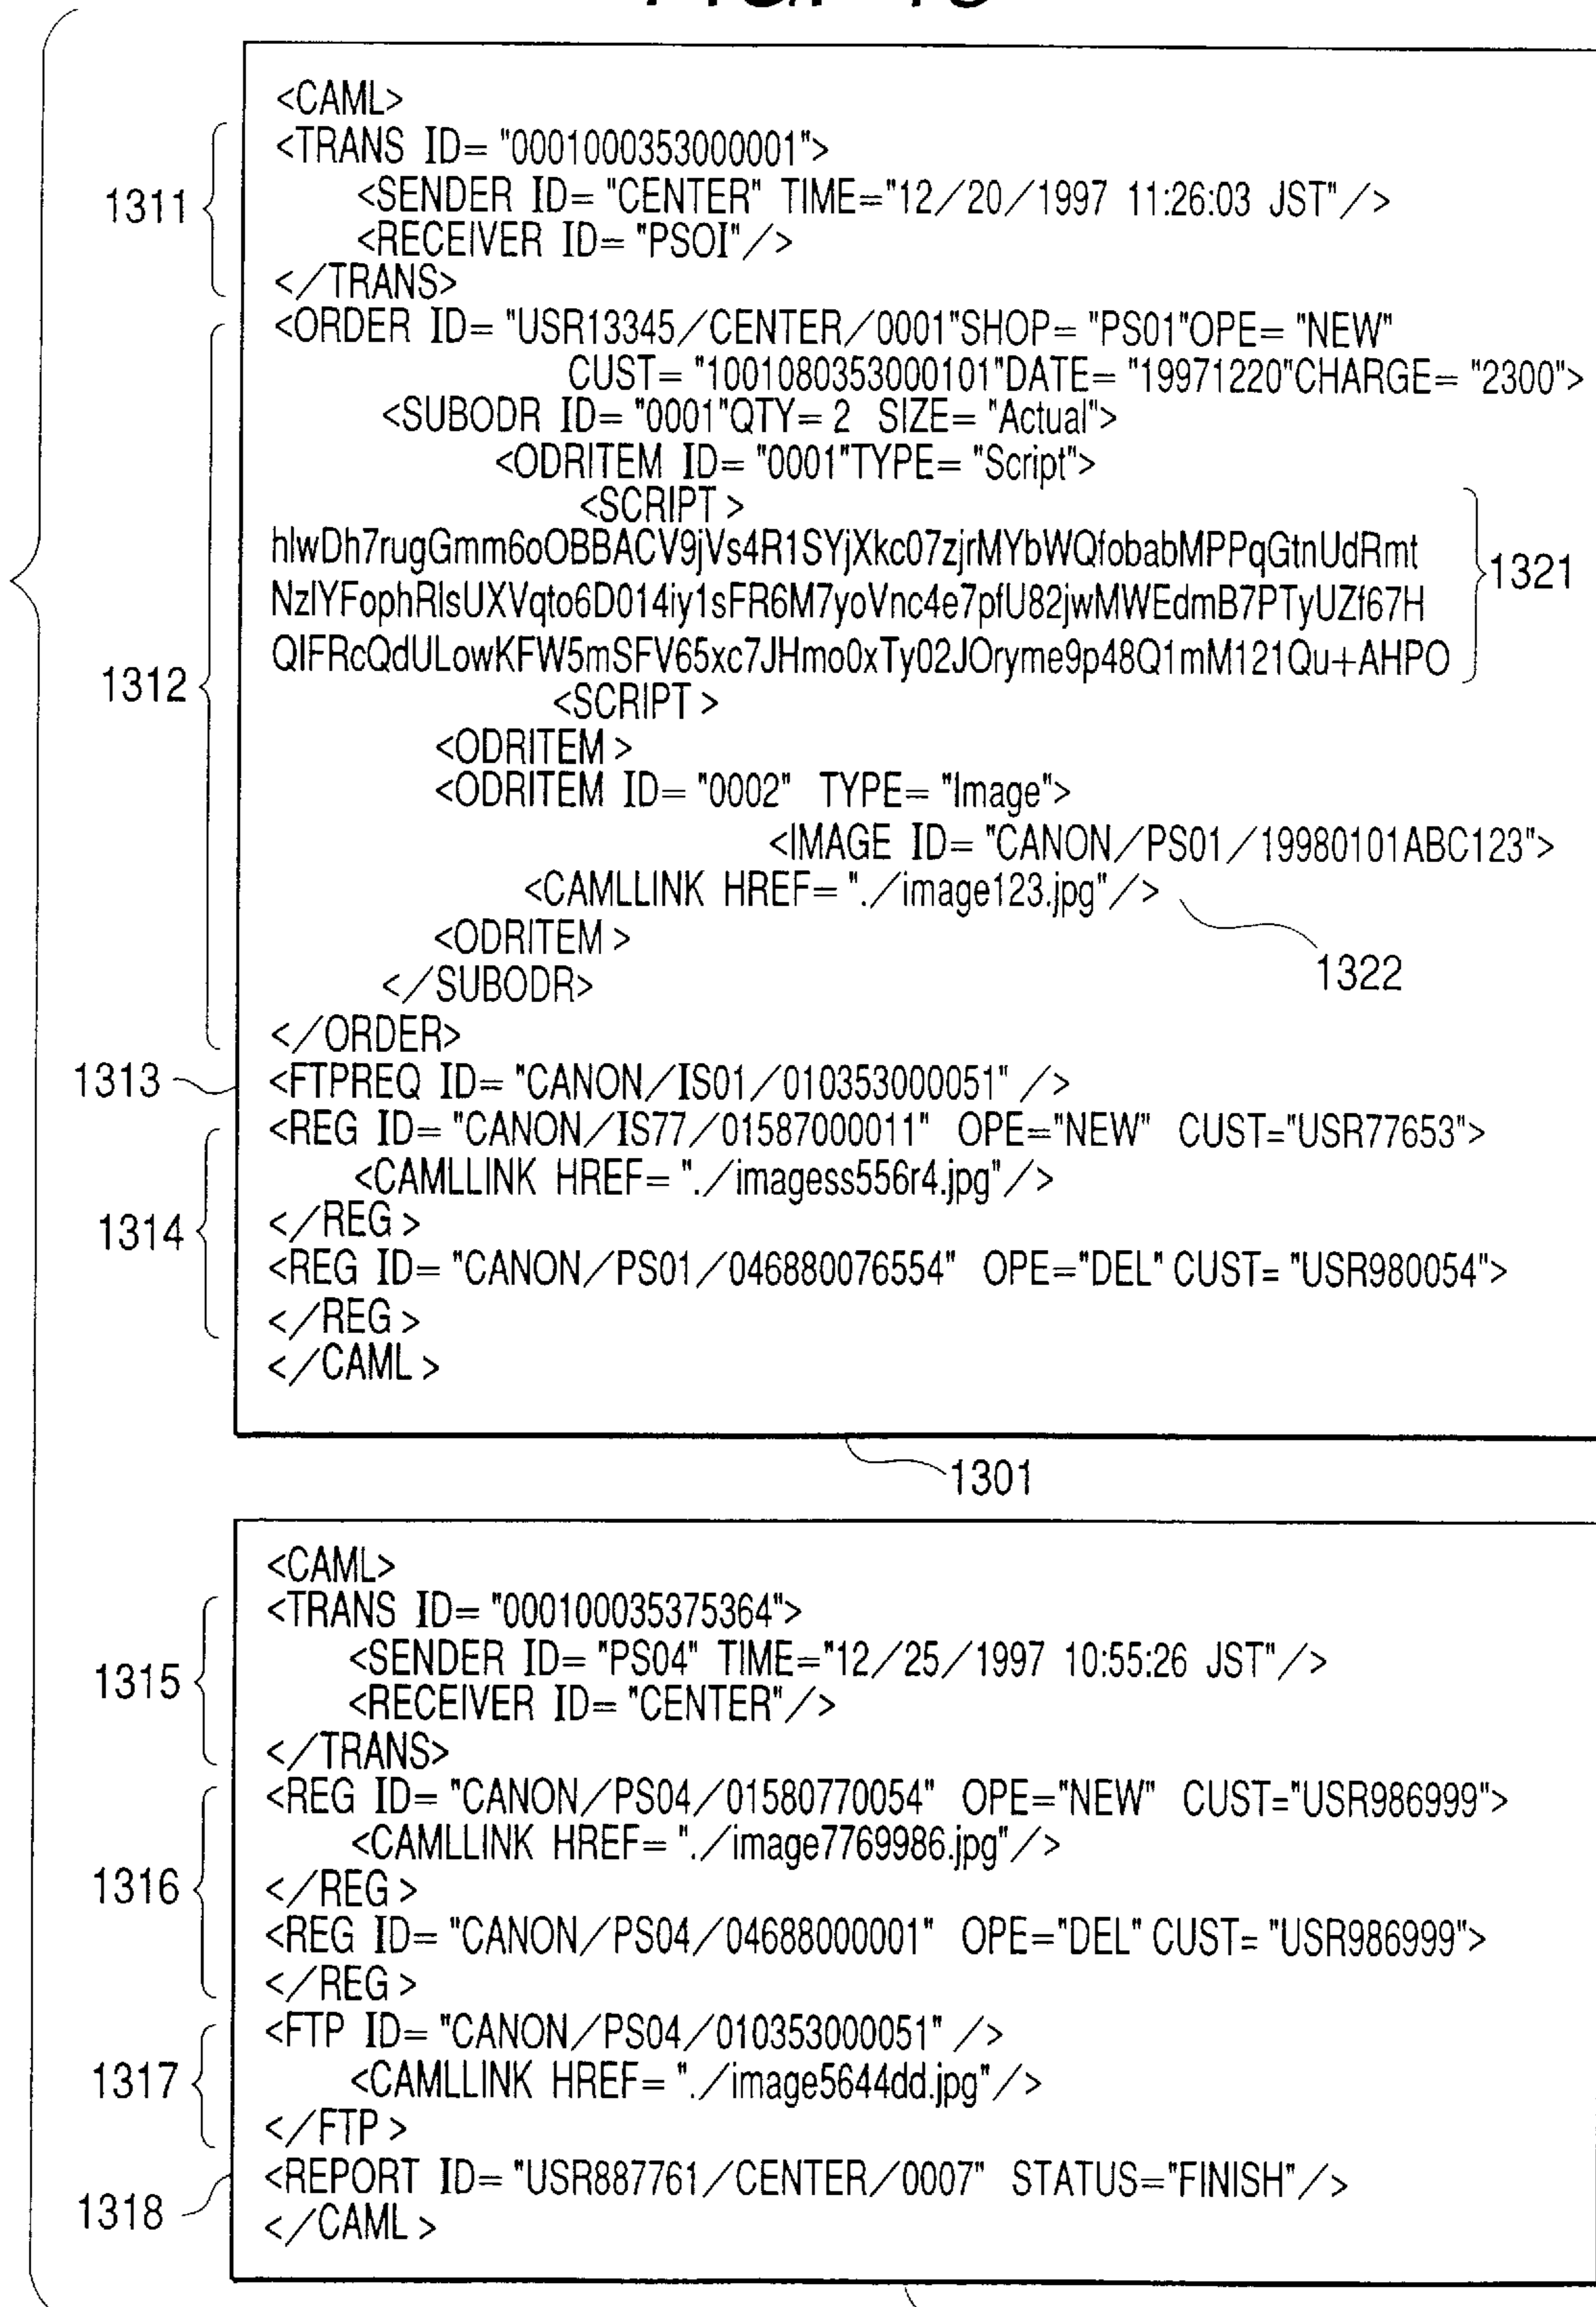 <CAML>
1311
<TRANS ID= "0001000353000001">
<SENDER ID= "CENTER" TIME="12/20/1997 11:26:03 JST"/>
<RECEIVER ID= "PSOI"/>
</TRANS>
1312
<ORDER ID= "USR13345/CENTER/0001"SHOP= "PS01"OPE= "NEW"
CUST= "1001080353000101"DATE= "19971220"CHARGE= "2300">
<SUBODR ID= "0001"QTY= 2 SIZE= "Actual">
<ODRITEM ID= "0001"TYPE= "Script">
<SCRIPT >
hlwDh7rugGmm6oOBBACV9jVs4R1SYjXkc07zjrMYbWQfobabMPPqGtnUdRmt
NzlYFophRlsUXVqto6D014iy1sFR6M7yoVnc4e7pfU82jwMWEdmB7PTyUZf67H
QIFRcQdULowKFW5mSFV65xc7JHmo0xTy02JOryme9p48Q1mM121Qu+AHPO
1321
<SCRIPT >
<ODRITEM >
<ODRITEM ID= "0002" TYPE= "Image">
<IMAGE ID= "CANON/PS01/19980101ABC123">
<CAMLLINK HREF= "./image123.jpg"/>
1322
<ODRITEM >
</SUBODR>
</ORDER>
1313
<FTPREQ ID= "CANON/IS01/010353000051" />
1314
<REG ID= "CANON/IS77/01587000011" OPE="NEW" CUST="USR77653">
<CAMLLINK HREF= "./imagess556r4.jpg"/>
</REG >
<REG ID= "CANON/PS01/046880076554" OPE="DEL" CUST= "USR980054">
</REG >
</CAML >
1301
<CAML>
1315
<TRANS ID= "000100035375364">
<SENDER ID= "PS04" TIME="12/25/1997 10:55:26 JST"/>
<RECEIVER ID= "CENTER"/>
</TRANS>
1316
<REG ID= "CANON/PS04/01580770054" OPE="NEW" CUST="USR986999">
<CAMLLINK HREF= "./image7769986.jpg"/>
</REG >
<REG ID= "CANON/PS04/04688000001" OPE="DEL" CUST= "USR986999">
</REG >
1317
<FTP ID= "CANON/PS04/010353000051" />
<CAMLLINK HREF= "./image5644dd.jpg"/>
</FTP >
1318
<REPORT ID= "USR887761/CENTER/0007" STATUS="FINISH"/>
</CAML >